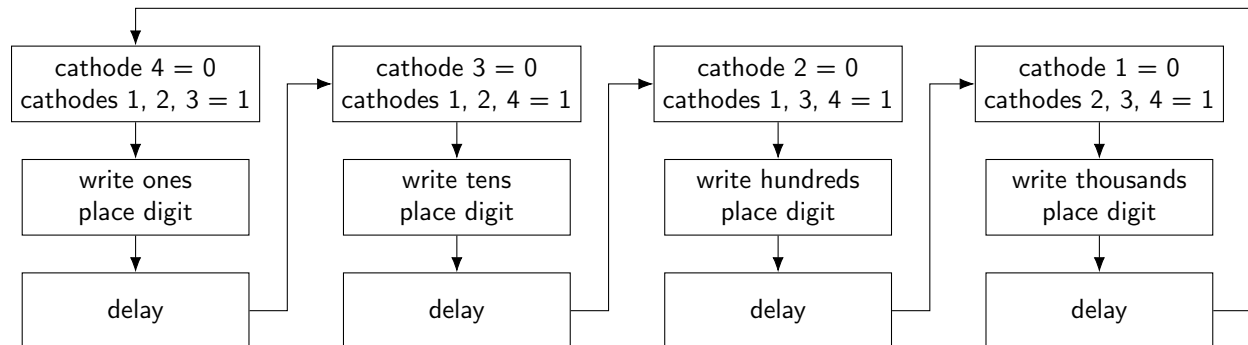 cathode 4 = 0
cathodes 1, 2, 3 = 1
write ones
place digit
delay
cathode 3 = 0
cathodes 1, 2, 4 = 1
write tens
place digit
delay
cathode 2 = 0
cathodes 1, 3, 4 = 1
write hundreds
place digit
delay
cathode 1 = 0
cathodes 2, 3, 4 = 1
write thousands
place digit
delay